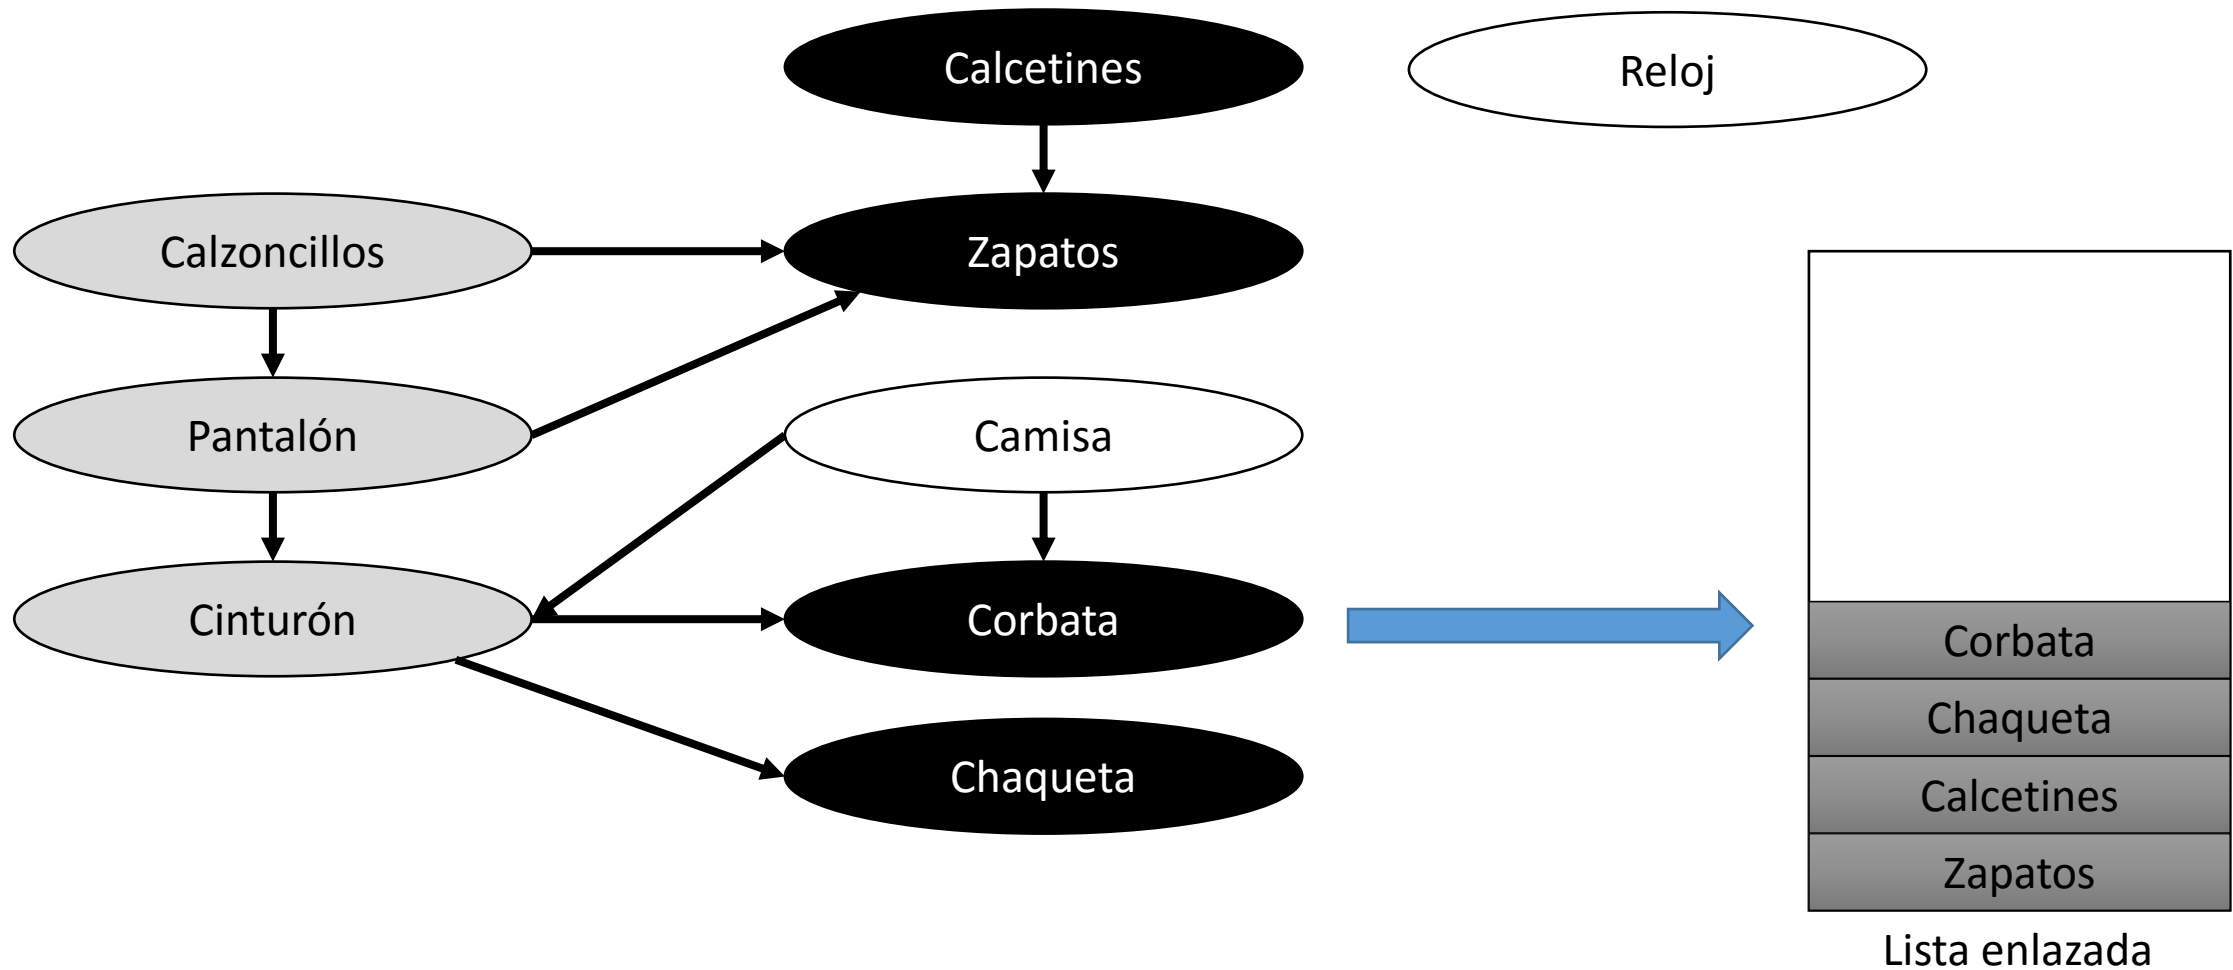 Calcetines
Reloj
Calzoncillos
Zapatos
Pantalón
Camisa
Cinturón
Corbata
Chaqueta
Corbata
Chaqueta
Calcetines
Zapatos
Lista enlazada